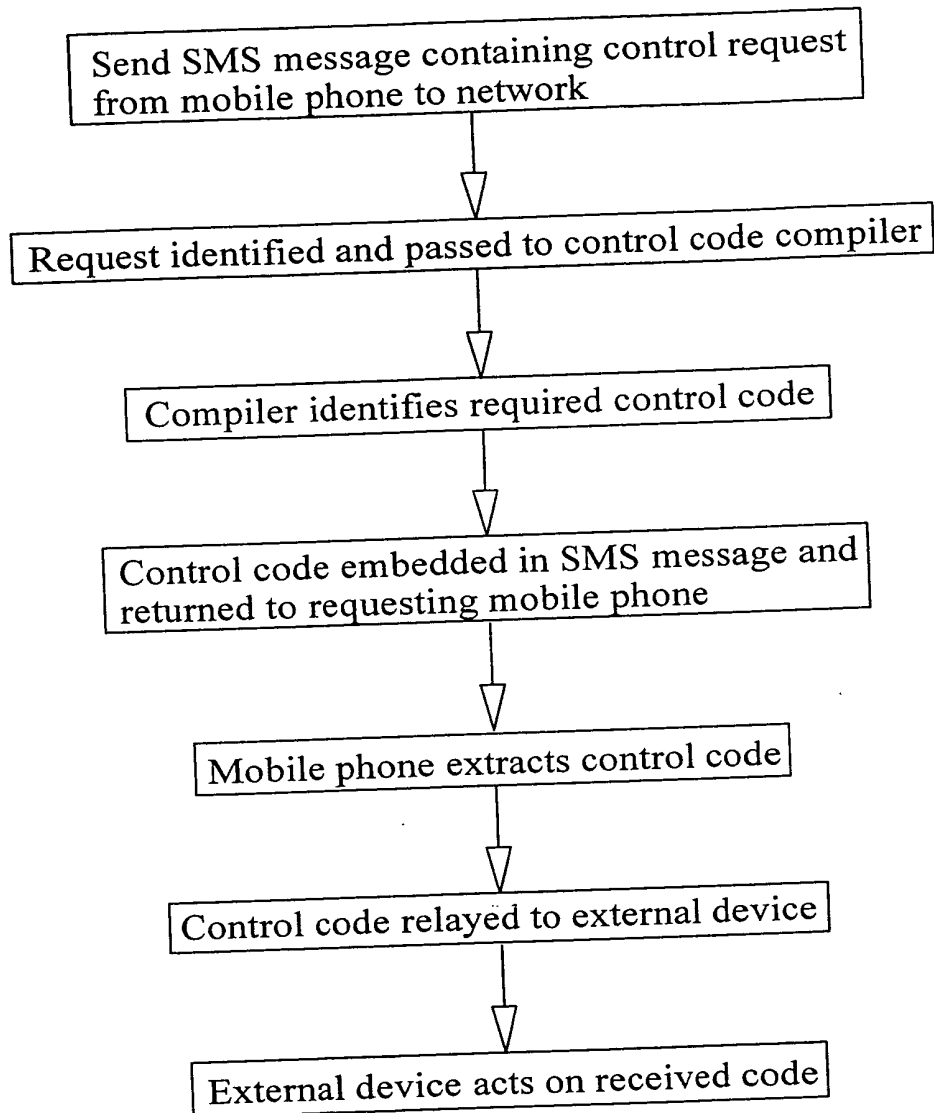 Send SMS message containing control request
from mobile phone to network
Request identified and passed to control code compiler
Compiler identifies required control code
Control code embedded in SMS message and
returned to requesting mobile phone
Mobile phone extracts control code
Control code relayed to external device
External device acts on received code